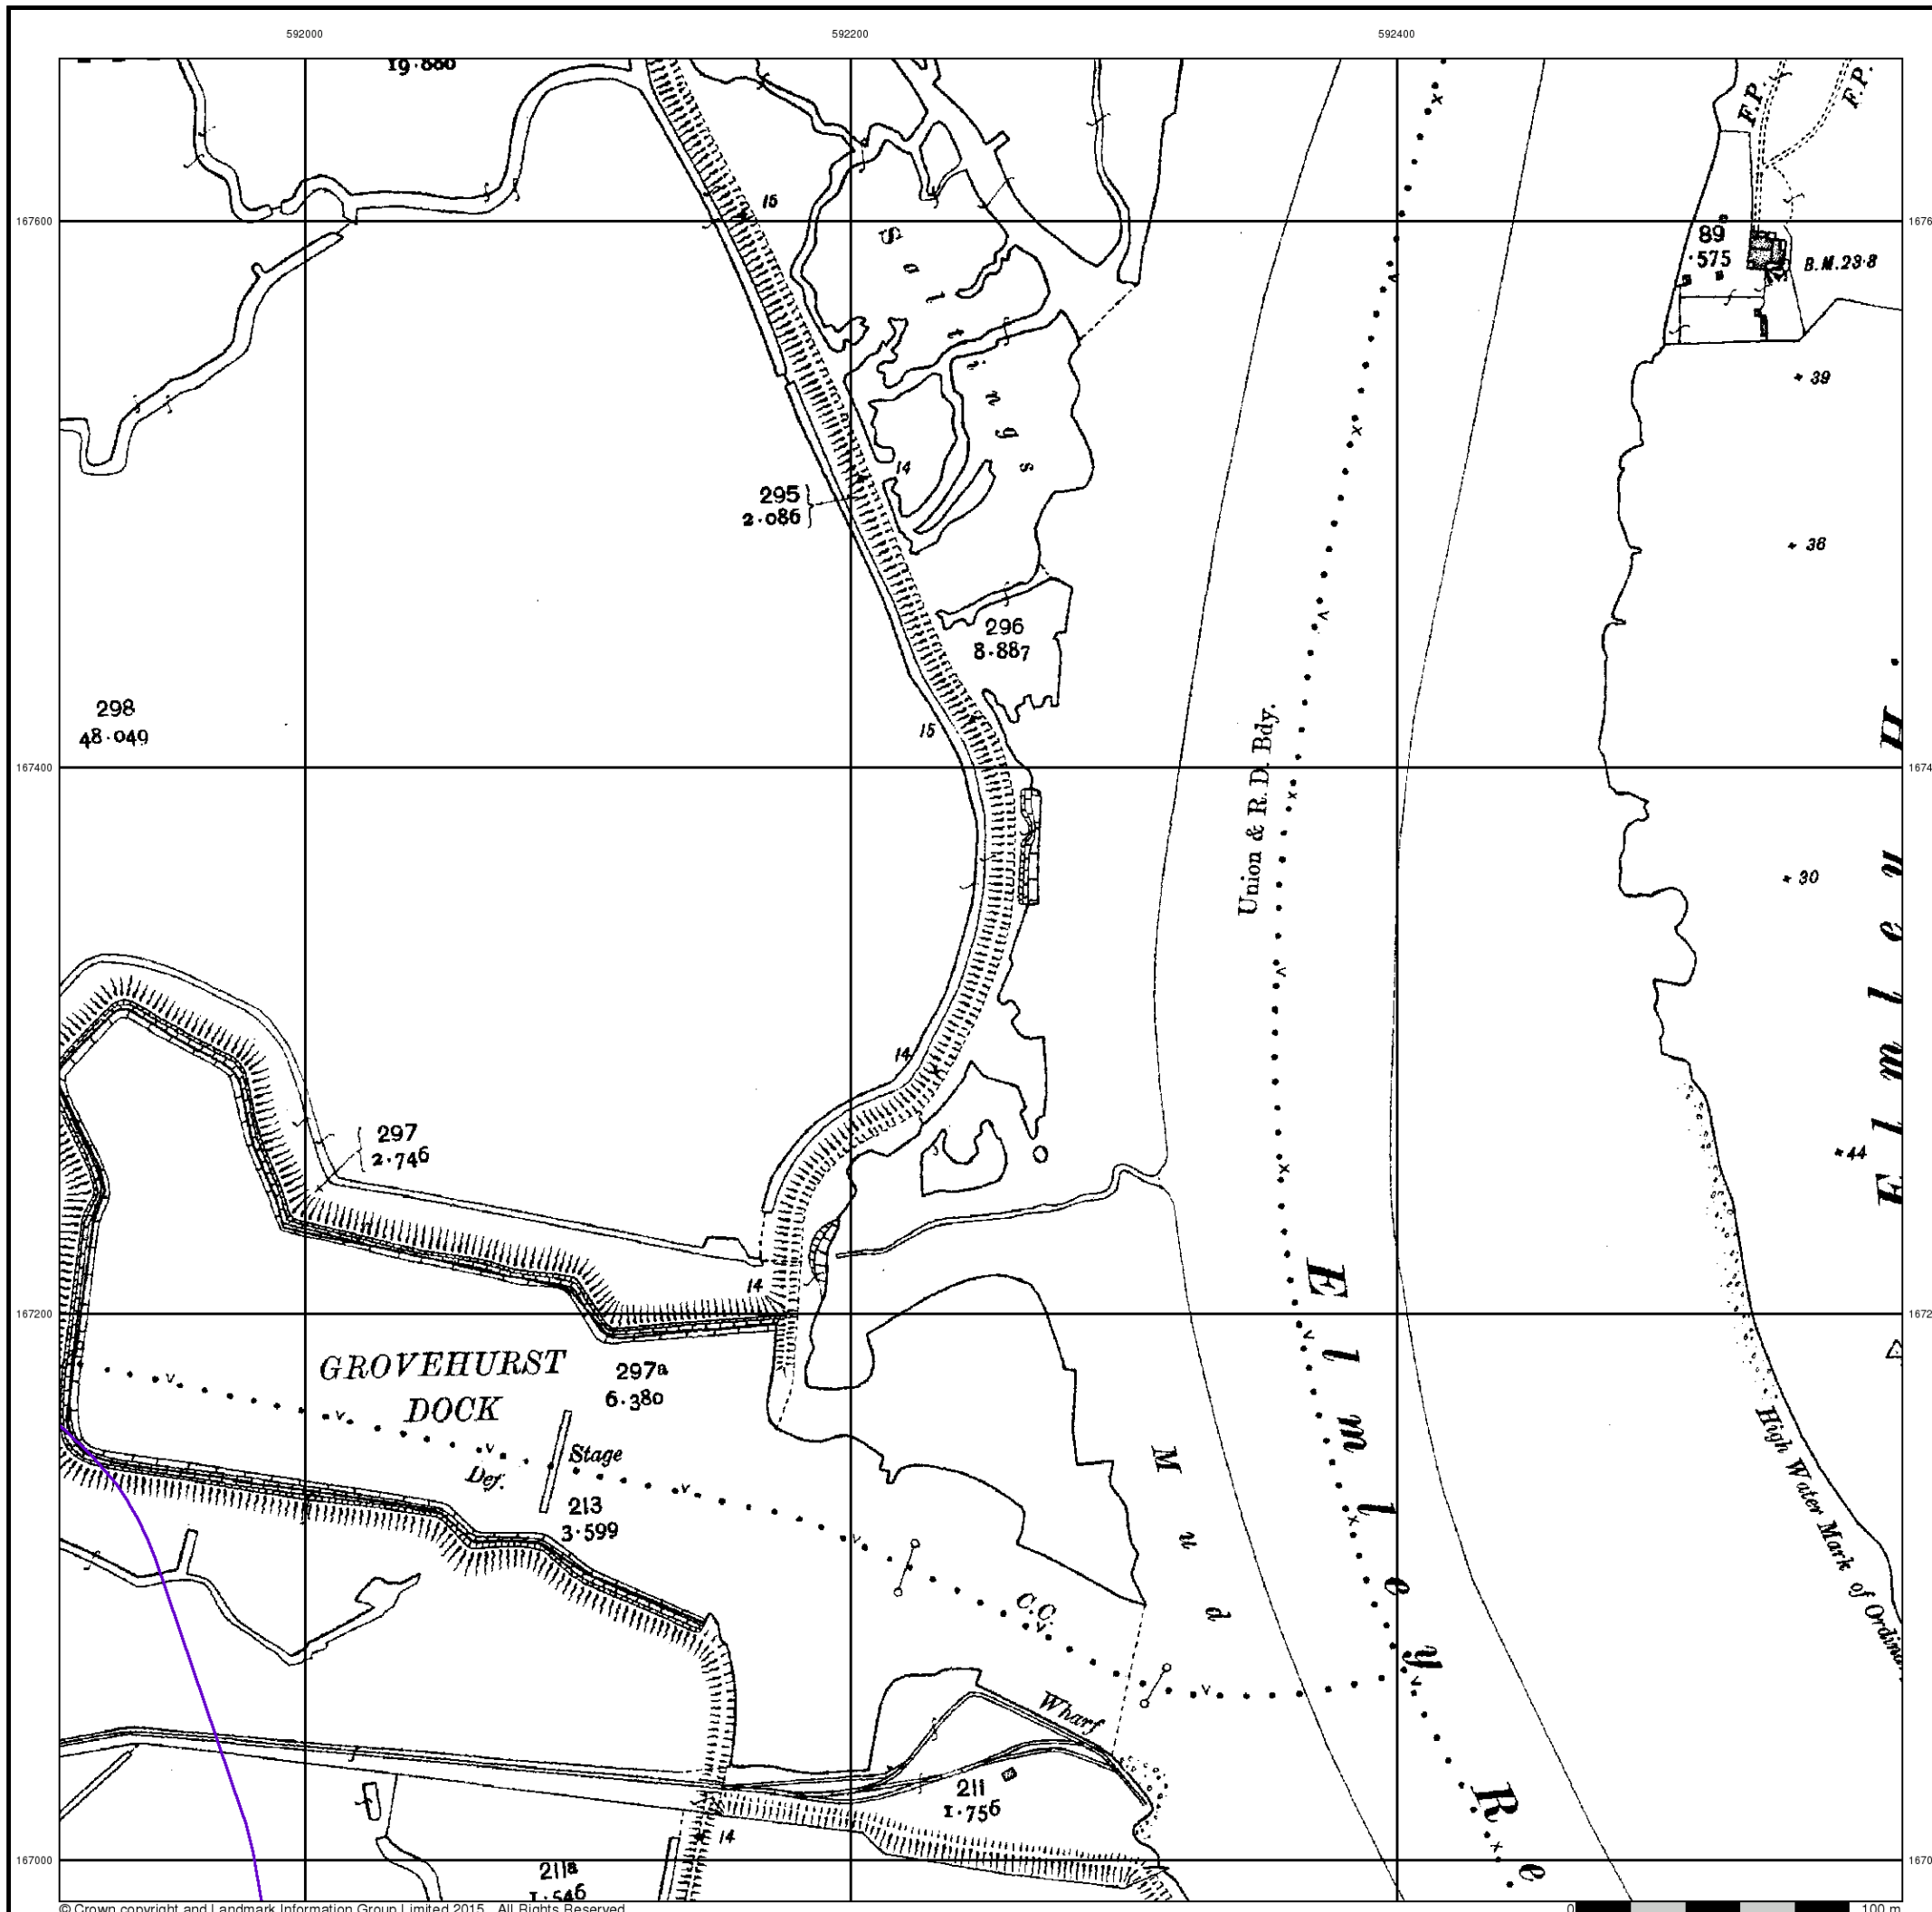 592000
592200
592400
19.880
F.P.
F.P.
167600
15
Saltings
89
.575
B.M.23.8
39
14
295
2.086
36
296
8.887
298
48.049
15
167400
Union & R.D. Bdy.
30
14
297
2.746
44
14
167200
GROVEHURST
DOCK
297a
6.380
Stage
Def.
213
3.599
Mud
Elmley
Elmley
High Water Mark of
C.C.
Wharf
211
1.756
14
167000
211a
1.546
© Crown copyright and Landmark Information Group Limited 2015. All Rights Reserved.
0
100 m